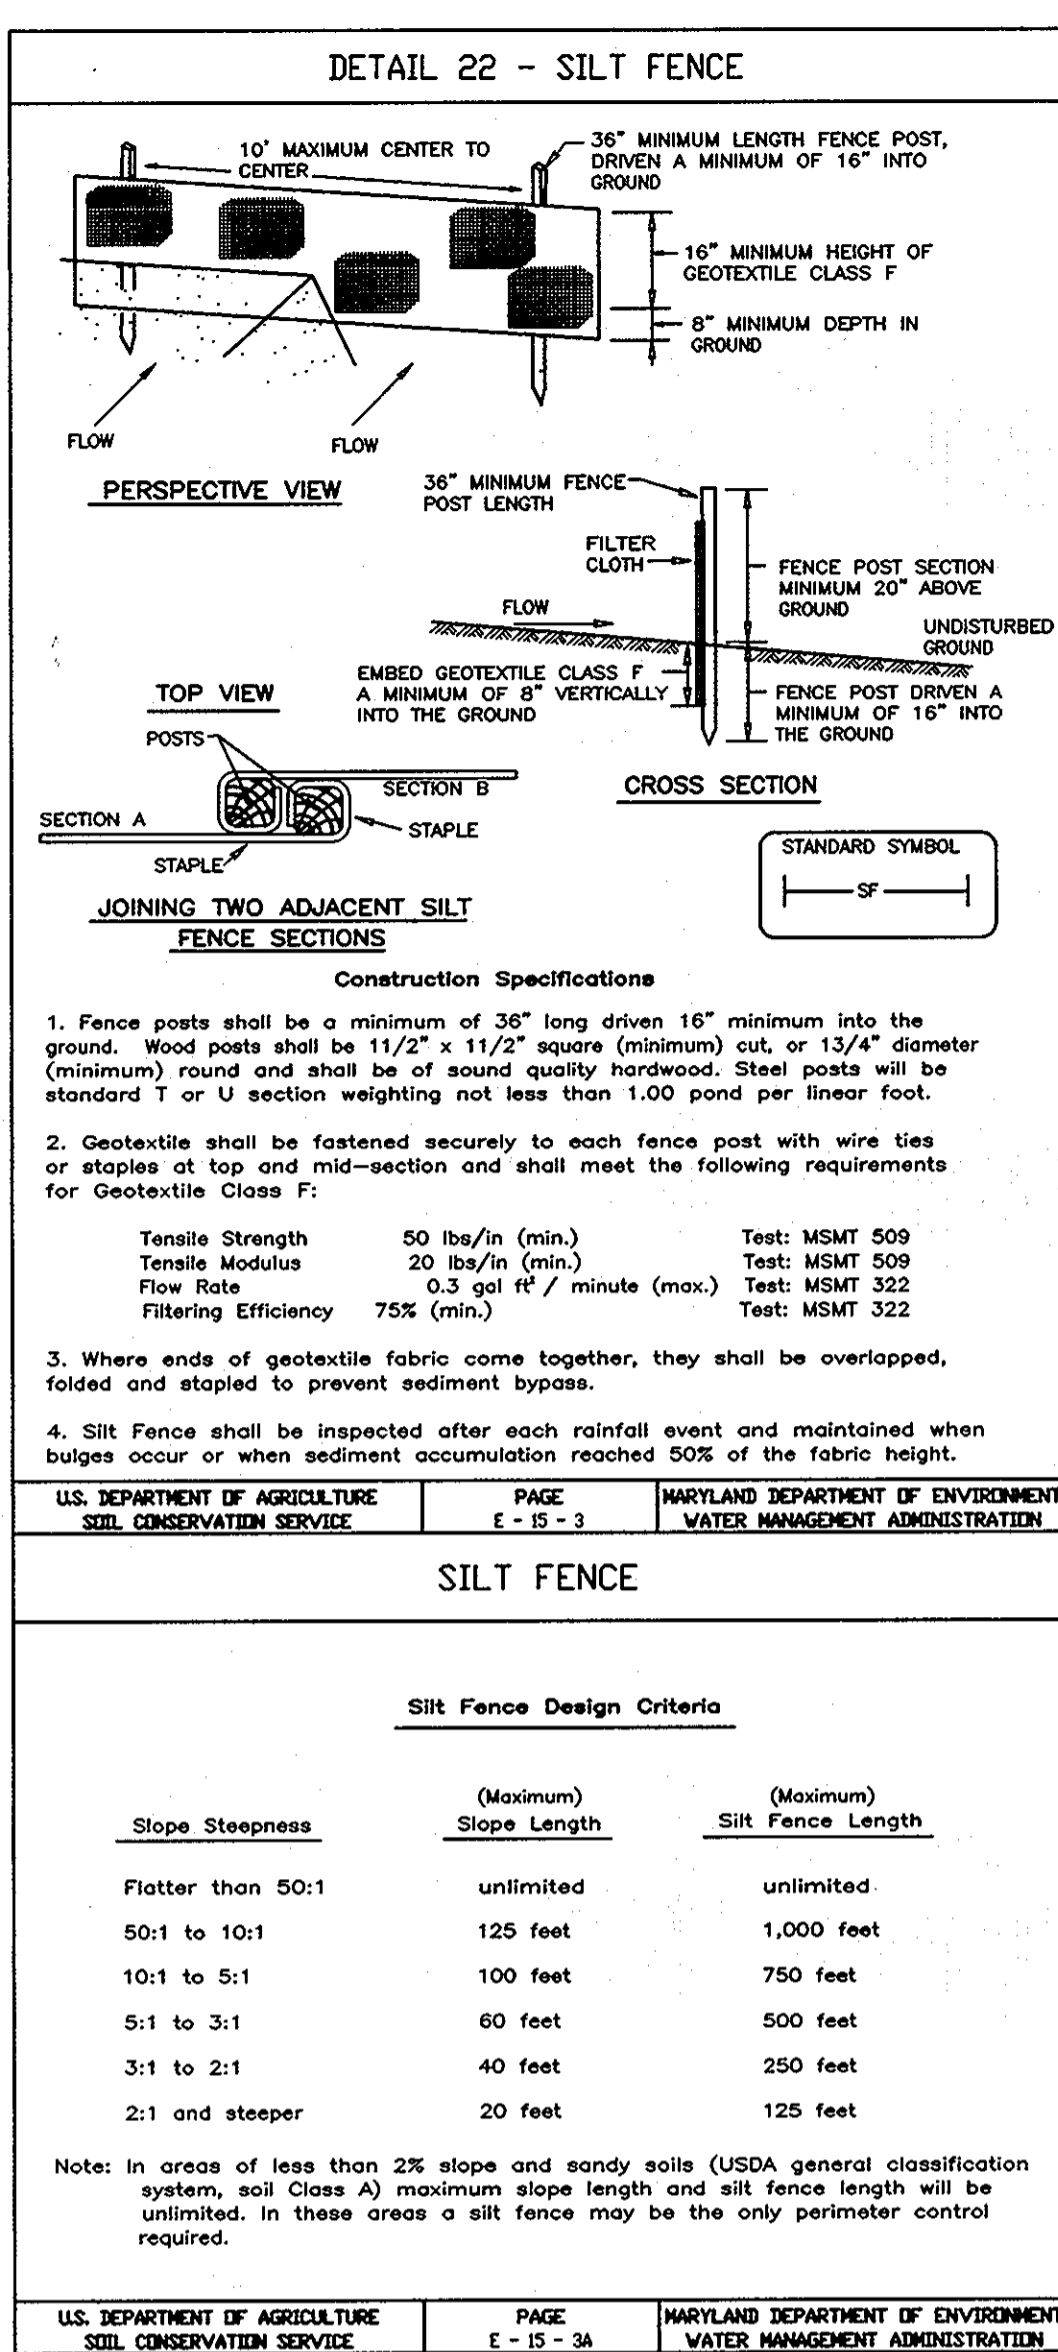 DETAIL 22 - SILT FENCE
10' MAXIMUM CENTER TO
CENTER
36" MINIMUM LENGTH FENCE POST,
DRIVEN A MINIMUM OF 16" INTO
GROUND
16" MINIMUM HEIGHT OF
GEOTEXTILE CLASS F
8" MINIMUM DEPTH IN
GROUND
FLOW
FLOW
PERSPECTIVE VIEW
36" MINIMUM FENCE
POST LENGTH
FILTER
CLOTH
FENCE POST SECTION
MINIMUM 20" ABOVE
GROUND
FLOW
UNDISTURBED
GROUND
EMBED GEOTEXTILE CLASS F
A MINIMUM OF 8" VERTICALLY
INTO THE GROUND
FENCE POST DRIVEN A
MINIMUM OF 16" INTO
THE GROUND
CROSS SECTION
TOP VIEW
POSTS
SECTION B
SECTION A
STAPLE
STAPLE
JOINING TWO ADJACENT SILT
FENCE SECTIONS
STANDARD SYMBOL
SF
Construction Specifications
1. Fence posts shall be a minimum of 36" long driven 16" minimum into the
ground. Wood posts shall be 11/2" x 11/2" square (minimum) cut, or 13/4" diameter
(minimum) round and shall be of sound quality hardwood. Steel posts will be
standard T or U section weighting not less than 1.00 pond per linear foot.
2. Geotextile shall be fastened securely to each fence post with wire ties
or staples at top and mid-section and shall meet the following requirements
for Geotextile Class F:
Tensile Strength 50 lbs/in (min.) Test: MSMT 509
Tensile Modulus 20 lbs/in (min.) Test: MSMT 509
Flow Rate 0.3 gal ft² / minute (max.) Test: MSMT 322
Filtering Efficiency 75% (min.) Test: MSMT 322
3. Where ends of geotextile fabric come together, they shall be overlapped,
folded and stapled to prevent sediment bypass.
4. Silt Fence shall be inspected after each rainfall event and maintained when
bulges occur or when sediment accumulation reached 50% of the fabric height.
U.S. DEPARTMENT OF AGRICULTURE
SOIL CONSERVATION SERVICE
PAGE
E - 15 - 3
MARYLAND DEPARTMENT OF ENVIRONMENT
WATER MANAGEMENT ADMINISTRATION
SILT FENCE
Silt Fence Design Criteria
(Maximum) (Maximum)
Slope Steepness Slope Length Silt Fence Length
Flatter than 50:1 unlimited unlimited
50:1 to 10:1 125 feet 1,000 feet
10:1 to 5:1 100 feet 750 feet
5:1 to 3:1 60 feet 500 feet
3:1 to 2:1 40 feet 250 feet
2:1 and steeper 20 feet 125 feet
Note: In areas of less than 2% slope and sandy soils (USDA general classification
system, soil Class A) maximum slope length and silt fence length will be
unlimited. In these areas a silt fence may be the only perimeter control
required.
U.S. DEPARTMENT OF AGRICULTURE
SOIL CONSERVATION SERVICE
PAGE
E - 15 - 3A
MARYLAND DEPARTMENT OF ENVIRONMENT
WATER MANAGEMENT ADMINISTRATION